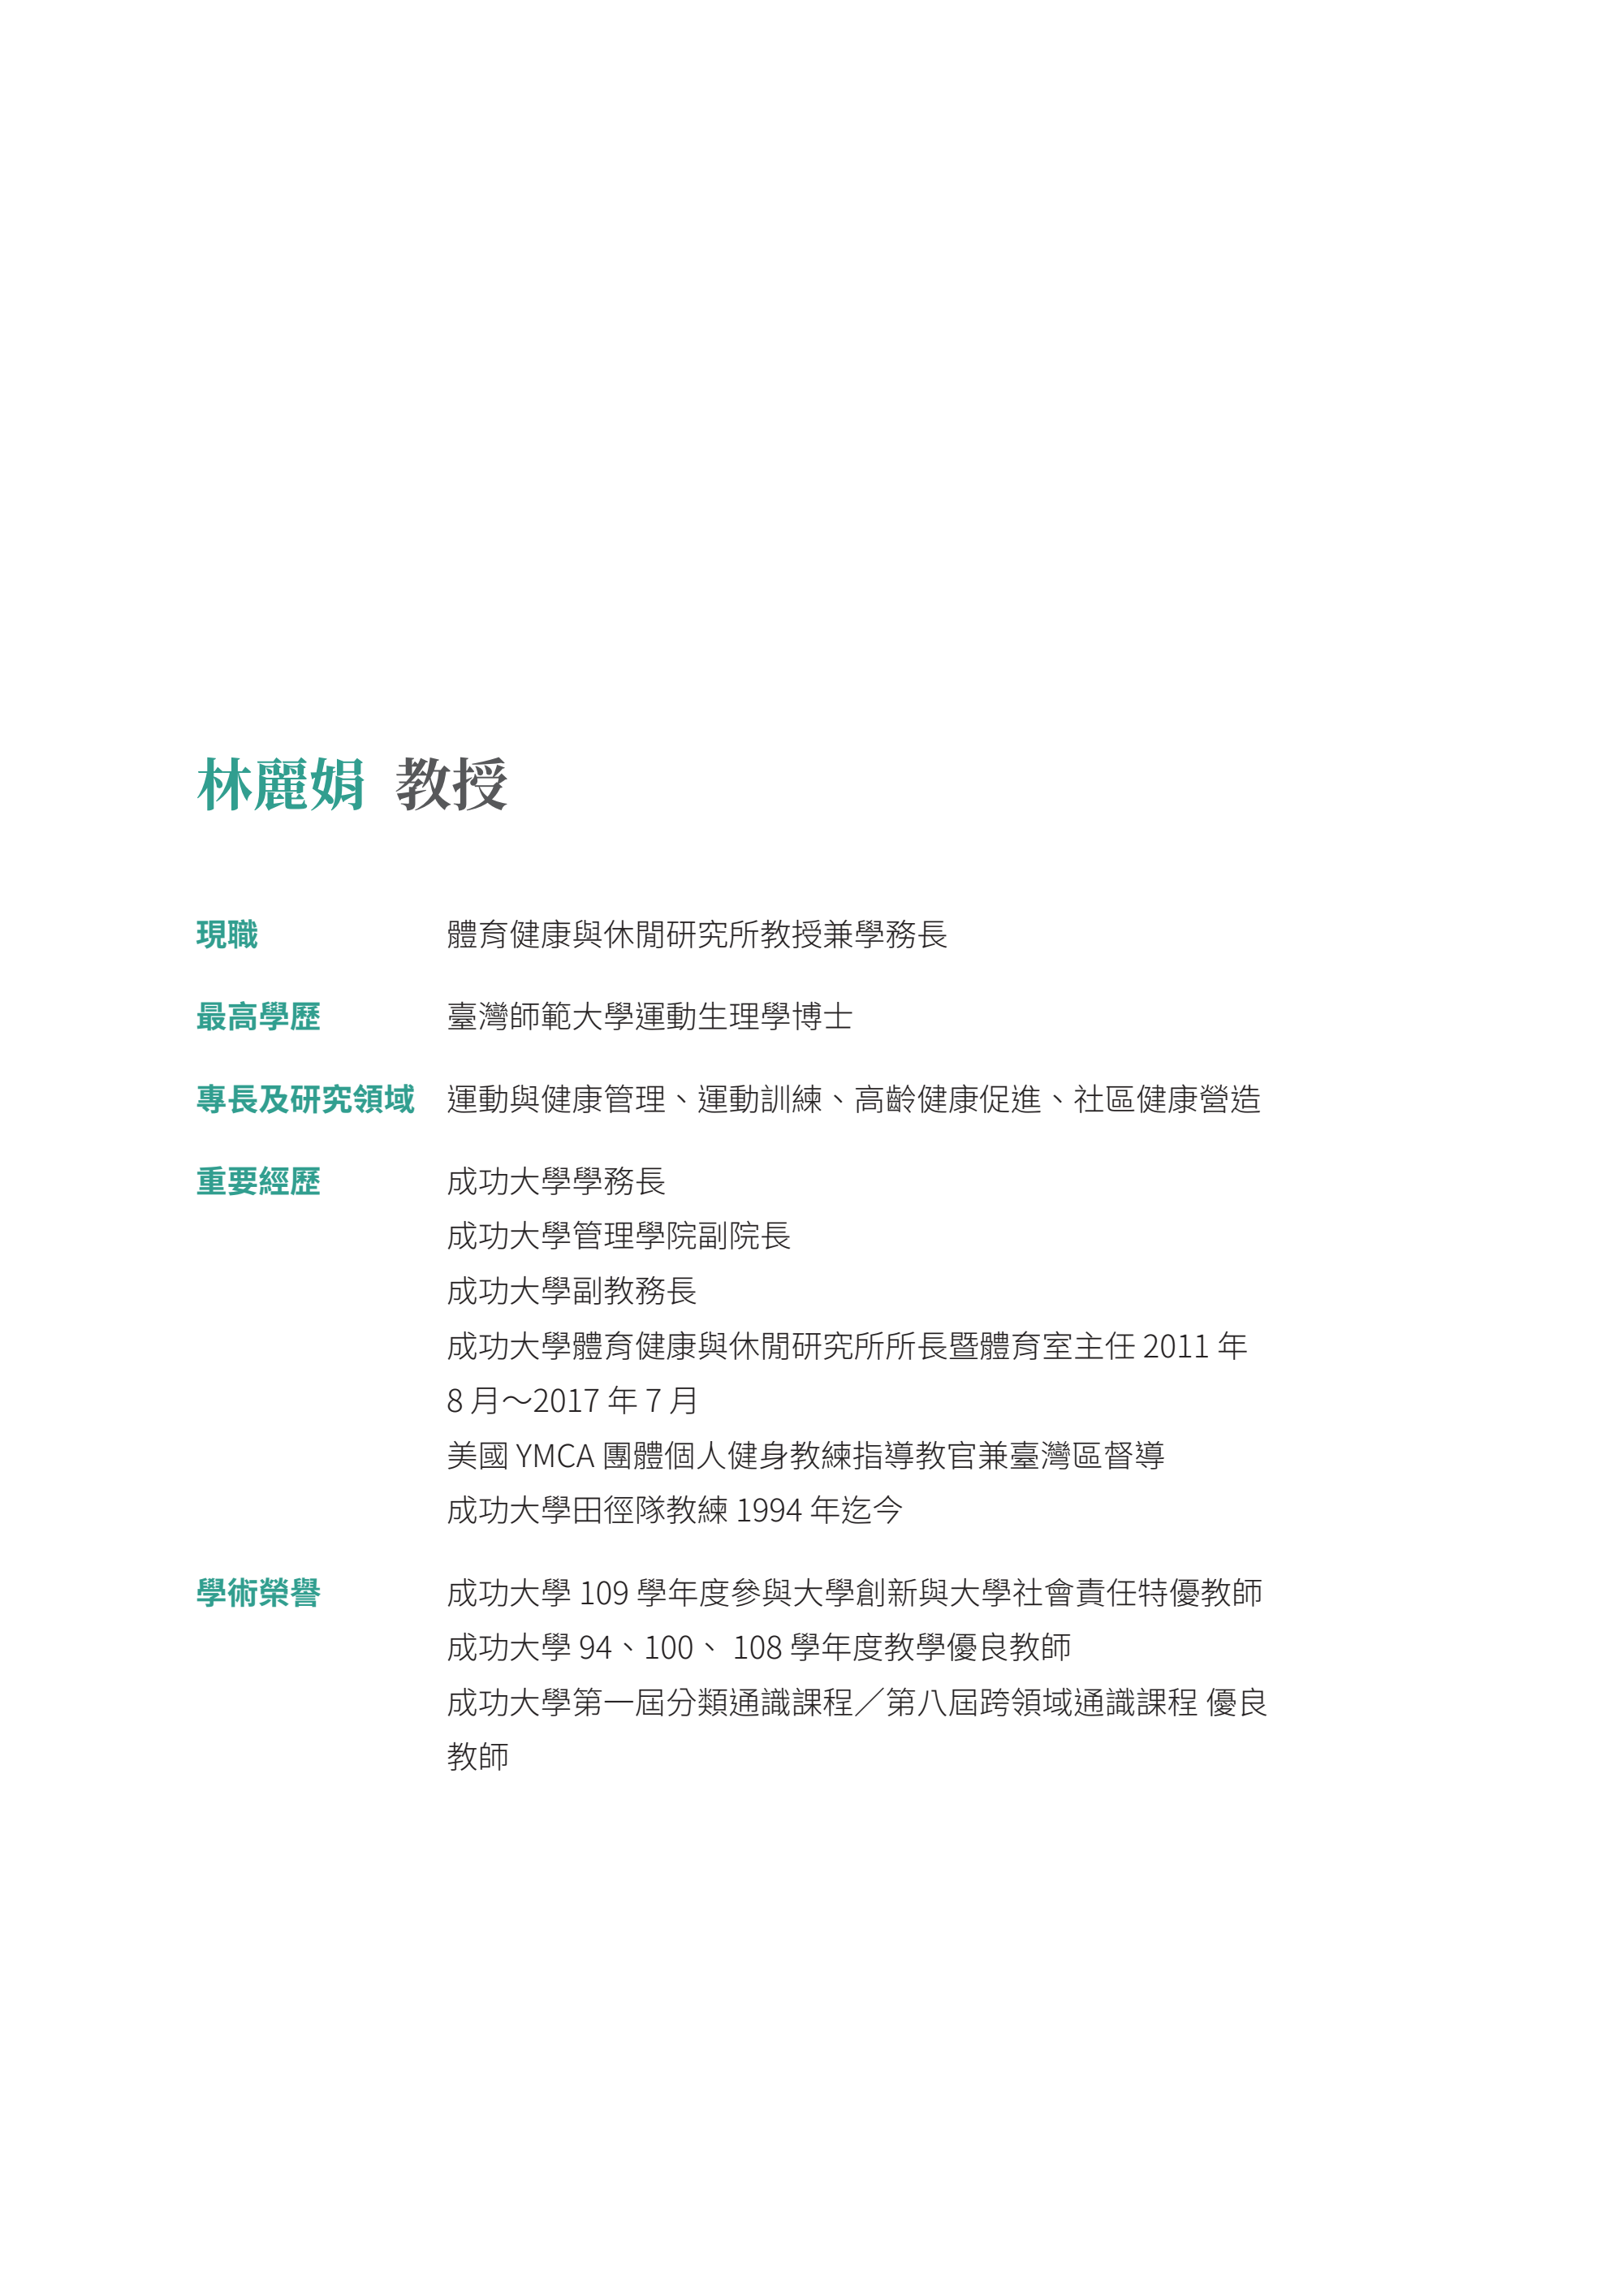 林麗娟 教授
現職 體育健康與休閒研究所教授兼學務長
最高學歷 臺灣師範大學運動生理學博士
專長及研究領域 運動與健康管理、運動訓練、高齡健康促進、社區健康營造
重要經歷 成功大學學務長
成功大學管理學院副院長
成功大學副教務長
成功大學體育健康與休閒研究所所長暨體育室主任 2011 年
8 月～2017 年 7 月
美國 YMCA 團體個人健身教練指導教官兼臺灣區督導
成功大學田徑隊教練 1994 年迄今
學術榮譽 成功大學 109 學年度參與大學創新與大學社會責任特優教師
成功大學 94、100、 108 學年度教學優良教師
成功大學第一屆分類通識課程／第八屆跨領域通識課程 優良
教師